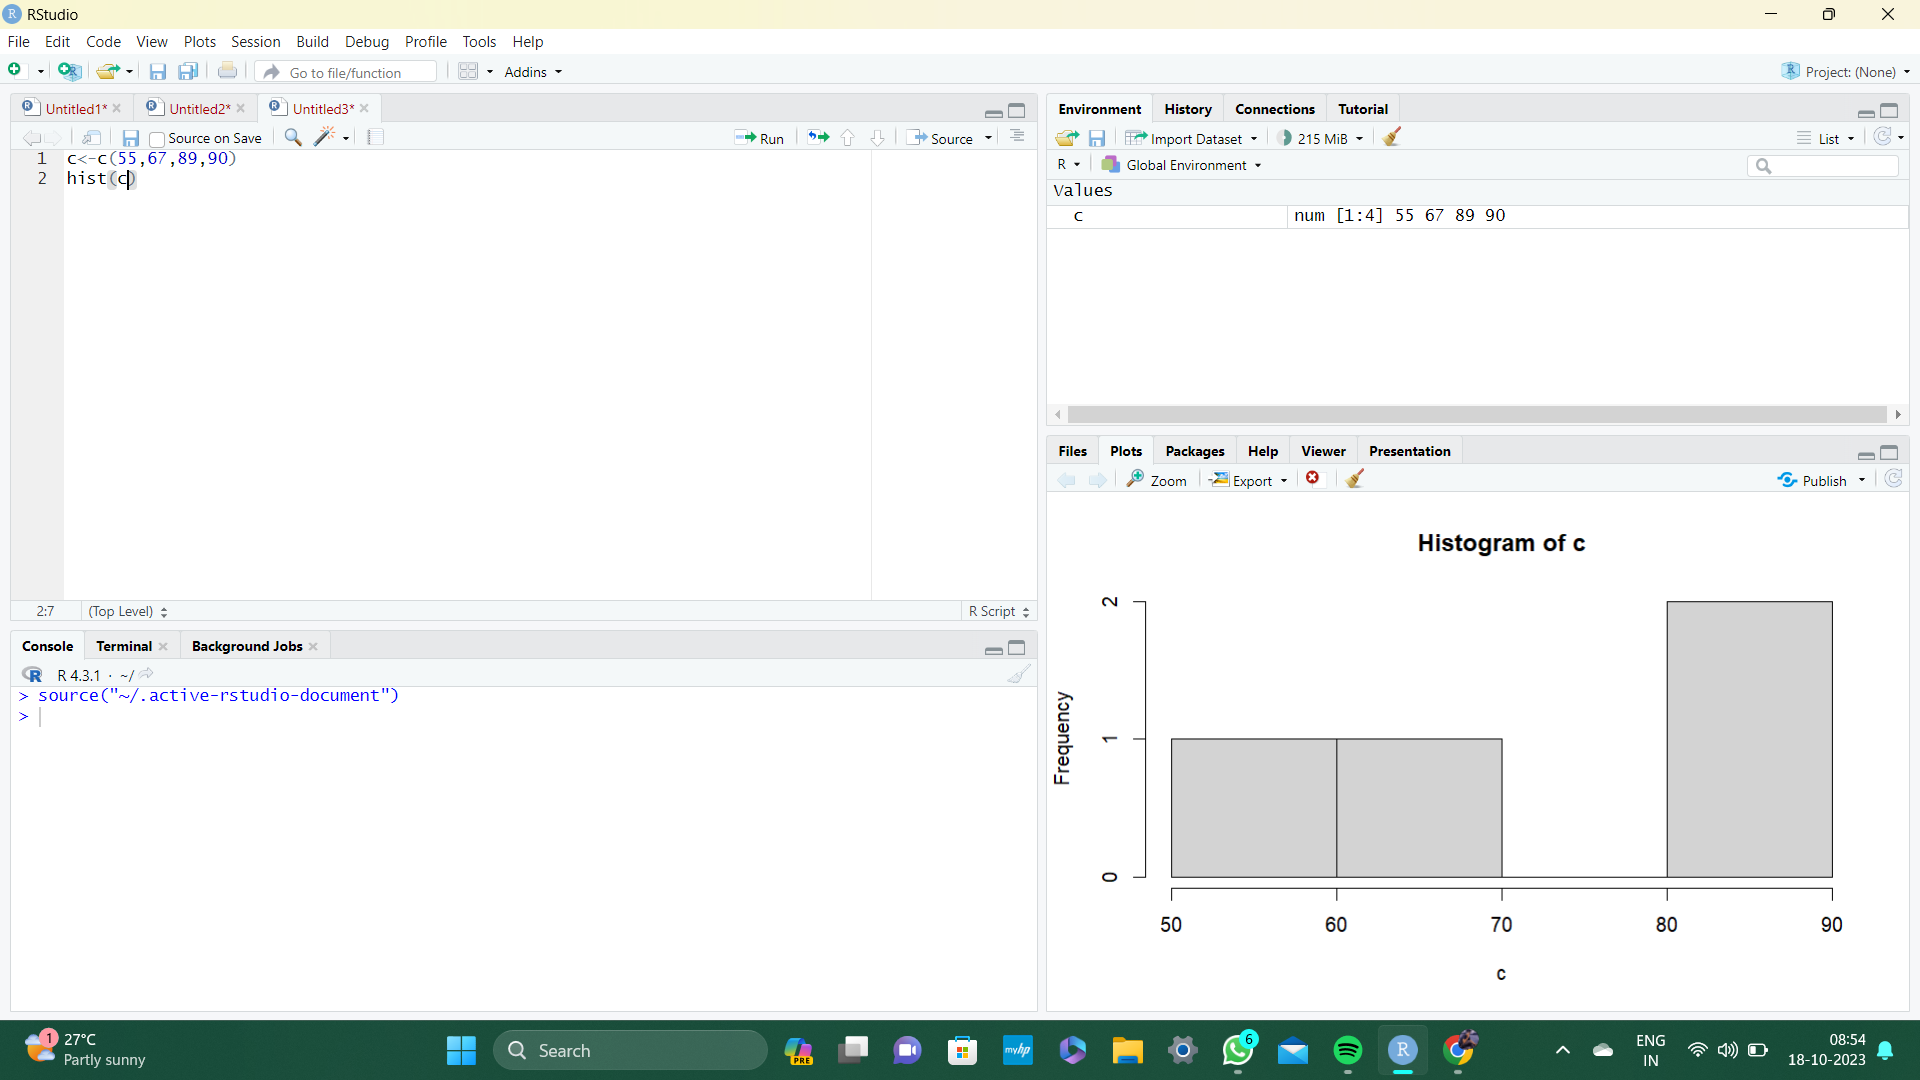 RStudio
File Edit Code View Plots Session Build Debug Profile Tools Help
Go to file/function Addins Project: (None)
Untitled1* Untitled2* Untitled3*
Source on Save Run Source
1 c<-c(55,67,89,90)
2 hist(c)
2:7 (Top Level) R Script
Console Terminal Background Jobs
R 4.3.1 · ~/
> source("~/.active-rstudio-document")
>
Environment History Connections Tutorial
Import Dataset 215 MiB List
R Global Environment
Values
c num [1:4] 55 67 89 90
Files Plots Packages Help Viewer Presentation
Zoom Export Publish
Histogram of c
Frequency
2
1
0
50 60 70 80 90
c
1 27°C
Partly sunny
Search
PRE
myhp
6
R
ENG
IN
08:54
18-10-2023